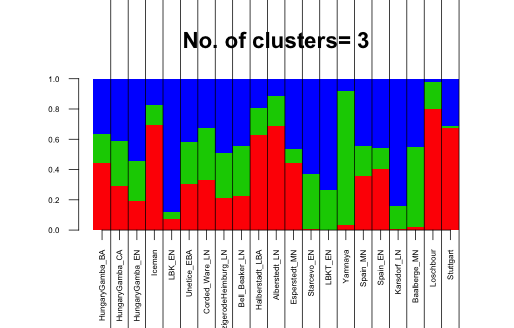 No. of clusters= 3
1.0
0.8
0.6
0.4
0.2
0.0
HungaryGamba_BA
HungaryGamba_CA
HungaryGamba_EN
Iceman
LBK_EN
Unetice_EBA
Corded_Ware_LN
tigerodeHeimburg_LN
Bell_Beaker_LN
Halberstadt_LBA
Alberstedt_LN
Esperstedt_MN
Starcevo_EN
LBKT_EN
Yamnaya
Spain_MN
Spain_EN
Karsdorf_LN
Baalberge_MN
Loschbour
Stuttgart